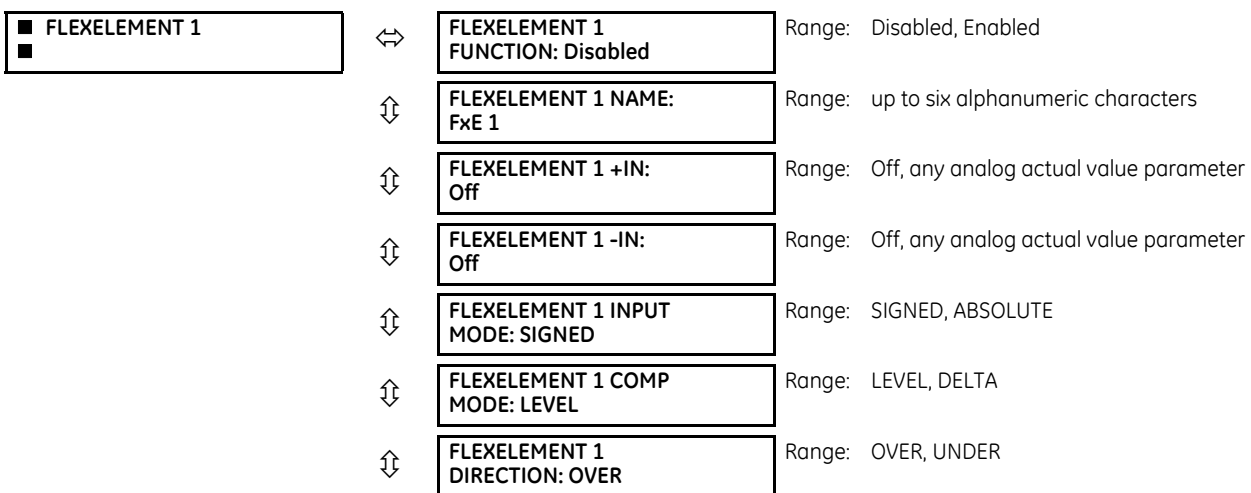 ■ FLEXELEMENT 1
■
FLEXELEMENT 1
FUNCTION: Disabled
Range: Disabled, Enabled
FLEXELEMENT 1 NAME:
FxE 1
Range: up to six alphanumeric characters
FLEXELEMENT 1 +IN:
Off
Range: Off, any analog actual value parameter
FLEXELEMENT 1 -IN:
Off
Range: Off, any analog actual value parameter
FLEXELEMENT 1 INPUT
MODE: SIGNED
Range: SIGNED, ABSOLUTE
FLEXELEMENT 1 COMP
MODE: LEVEL
Range: LEVEL, DELTA
FLEXELEMENT 1
DIRECTION: OVER
Range: OVER, UNDER